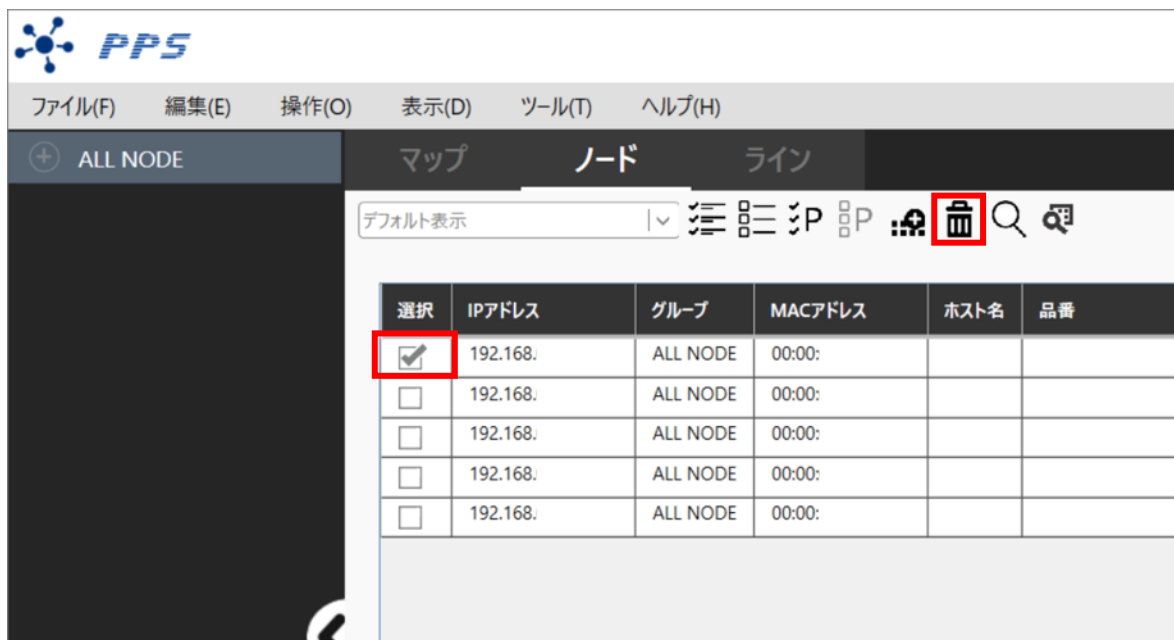 PPS
ファイル(F) 編集(E) 操作(O) 表示(D) ツール(T) ヘルプ(H)
ALL NODE マップ ノード ライン
デフォルト表示 P P
選択 IPアドレス グループ MACアドレス ホスト名 品番
192.168. ALL NODE 00:00:
192.168. ALL NODE 00:00:
192.168. ALL NODE 00:00:
192.168. ALL NODE 00:00:
192.168. ALL NODE 00:00: